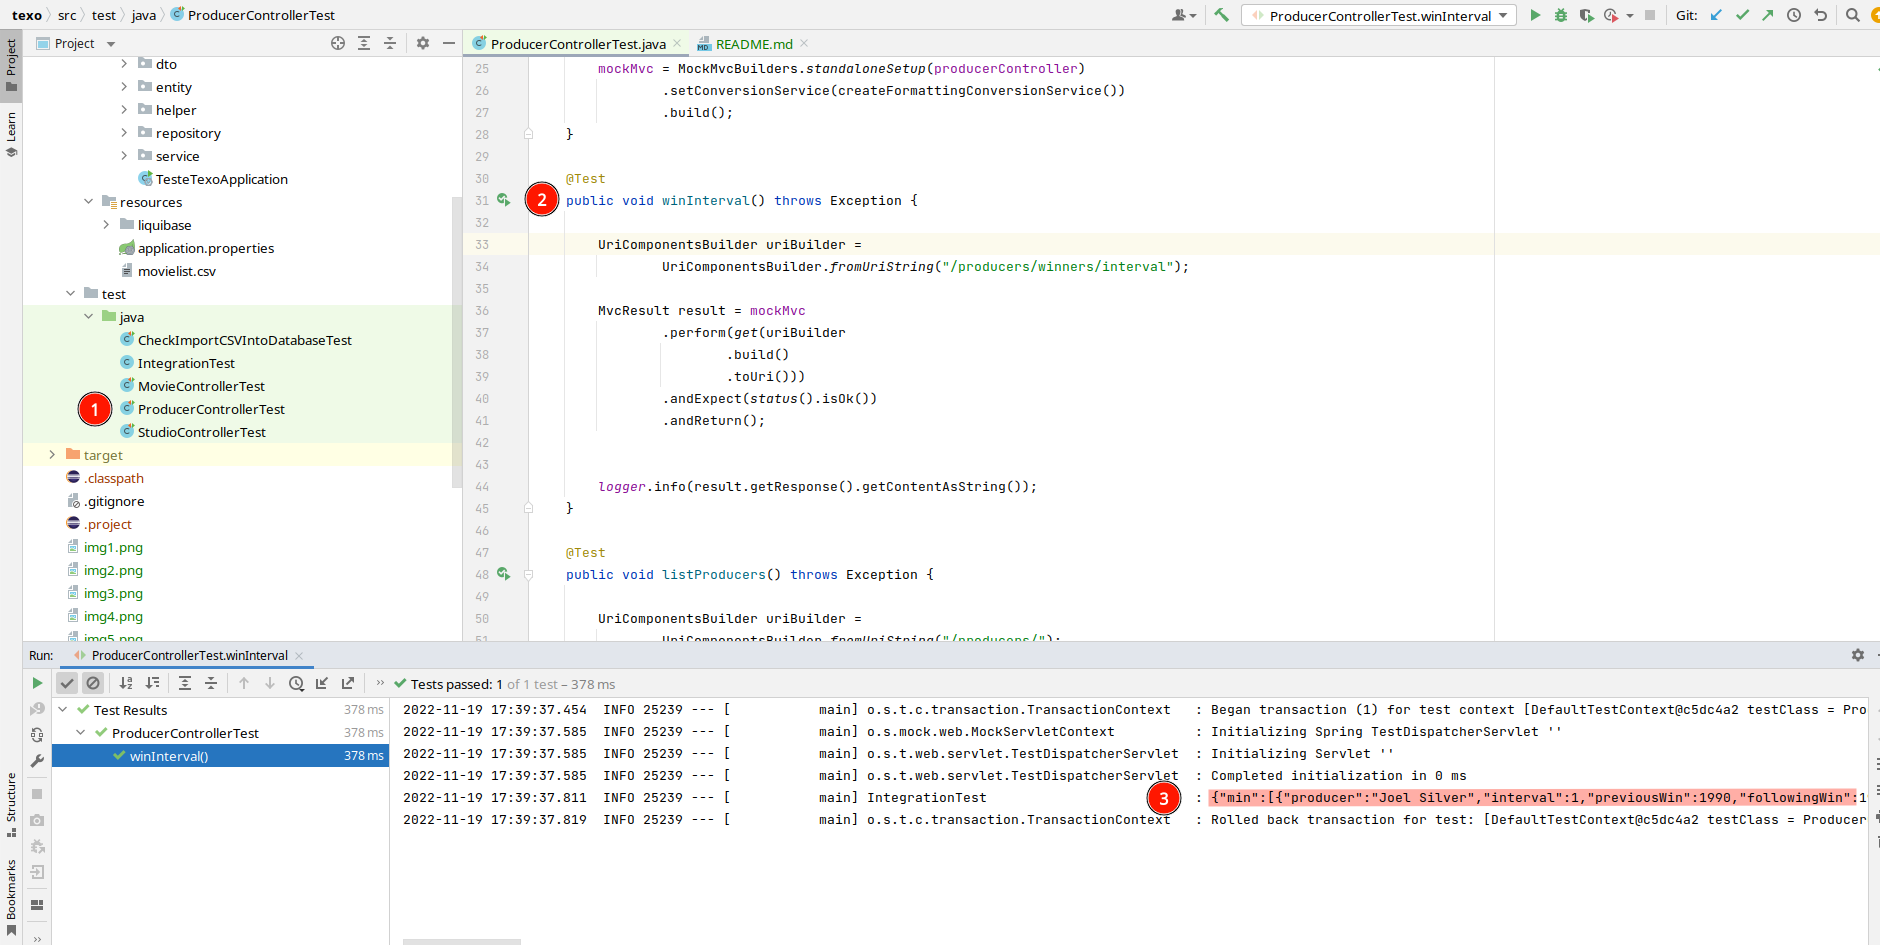 texo src test java ProducerControllerTest
ProducerControllerTest.winInterval Git:
Project
Learn
Structure
Bookmarks
Project
dto
entity
helper
repository
service
TesteTexoApplication
resources
liquibase
application.properties
movielist.csv
test
java
CheckImportCSVIntoDatabaseTest
IntegrationTest
MovieControllerTest
1 ProducerControllerTest
StudioControllerTest
target
.classpath
.gitignore
.project
img1.png
img2.png
img3.png
img4.png
img5.png
ProducerControllerTest.java README.md
25 mockMvc = MockMvcBuilders.standaloneSetup(producerController)
26 .setConversionService(createFormattingConversionService())
27 .build();
28 }
29
30 @Test
31 2 public void winInterval() throws Exception {
32
33 UriComponentsBuilder uriBuilder =
34 UriComponentsBuilder.fromUriString("/producers/winners/interval");
35
36 MvcResult result = mockMvc
37 .perform(get(uriBuilder
38 .build()
39 .toUri()))
40 .andExpect(status().isOk())
41 .andReturn();
42
43
44 logger.info(result.getResponse().getContentAsString());
45 }
46
47 @Test
48 public void listProducers() throws Exception {
49
50 UriComponentsBuilder uriBuilder =
51 UriComponentsBuilder.fromUriString("/producers/");
Run: ProducerControllerTest.winInterval
Tests passed: 1 of 1 test – 378 ms
Test Results 378 ms
ProducerControllerTest 378 ms
winInterval() 378 ms
2022-11-19 17:39:37.454 INFO 25239 --- [ main] o.s.t.c.transaction.TransactionContext : Began transaction (1) for test context [DefaultTestContext@c5dc4a2 testClass = Pro
2022-11-19 17:39:37.585 INFO 25239 --- [ main] o.s.mock.web.MockServletContext : Initializing Spring TestDispatcherServlet ''
2022-11-19 17:39:37.585 INFO 25239 --- [ main] o.s.t.web.servlet.TestDispatcherServlet : Initializing Servlet ''
2022-11-19 17:39:37.585 INFO 25239 --- [ main] o.s.t.web.servlet.TestDispatcherServlet : Completed initialization in 0 ms
2022-11-19 17:39:37.811 INFO 25239 --- [ main] IntegrationTest 3 : {"min":[{"producer":"Joel Silver","interval":1,"previousWin":1990,"followingWin":1
2022-11-19 17:39:37.819 INFO 25239 --- [ main] o.s.t.c.transaction.TransactionContext : Rolled back transaction for test: [DefaultTestContext@c5dc4a2 testClass = Producer